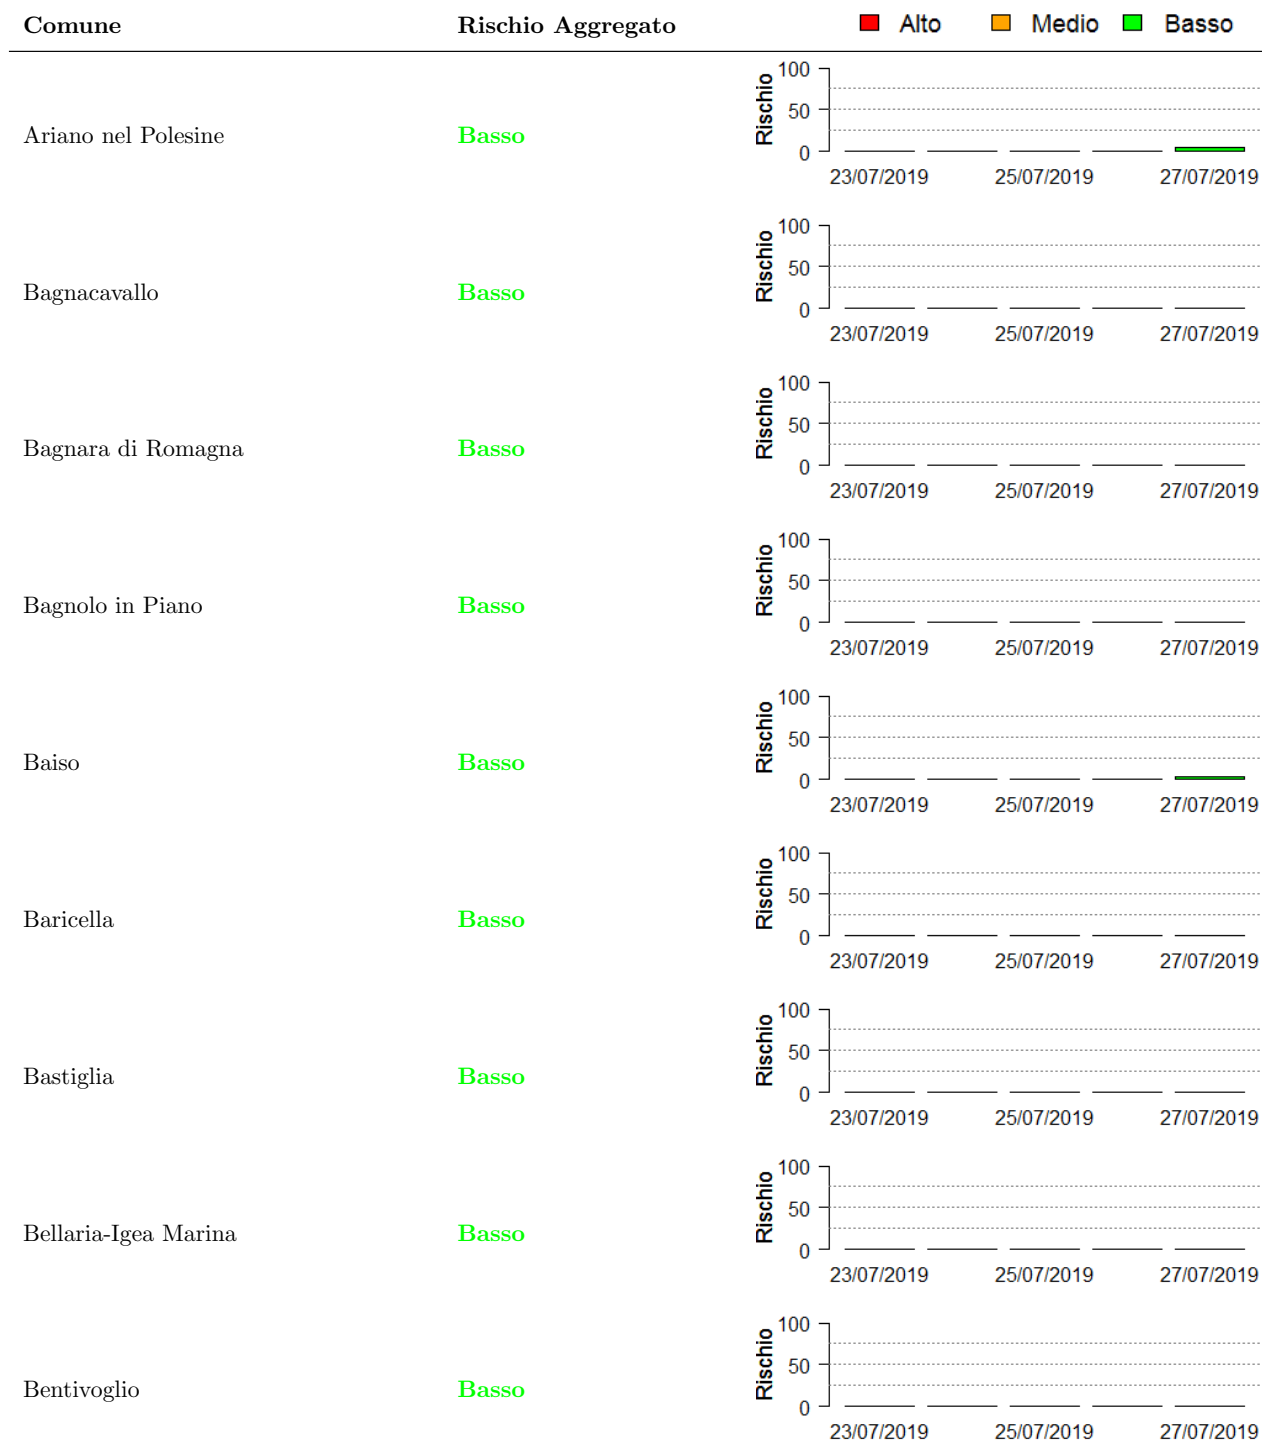 Comune Rischio Aggregato Alto Medio Basso
100
50
0
Rischio
Ariano nel Polesine Basso
23/07/2019 25/07/2019 27/07/2019
100
50
0
Rischio
Bagnacavallo Basso
23/07/2019 25/07/2019 27/07/2019
100
50
0
Rischio
Bagnara di Romagna Basso
23/07/2019 25/07/2019 27/07/2019
100
50
0
Rischio
Bagnolo in Piano Basso
23/07/2019 25/07/2019 27/07/2019
100
50
0
Rischio
Baiso Basso
23/07/2019 25/07/2019 27/07/2019
100
50
0
Rischio
Baricella Basso
23/07/2019 25/07/2019 27/07/2019
100
50
0
Rischio
Bastiglia Basso
23/07/2019 25/07/2019 27/07/2019
100
50
0
Rischio
Bellaria-Igea Marina Basso
23/07/2019 25/07/2019 27/07/2019
100
50
0
Rischio
Bentivoglio Basso
23/07/2019 25/07/2019 27/07/2019